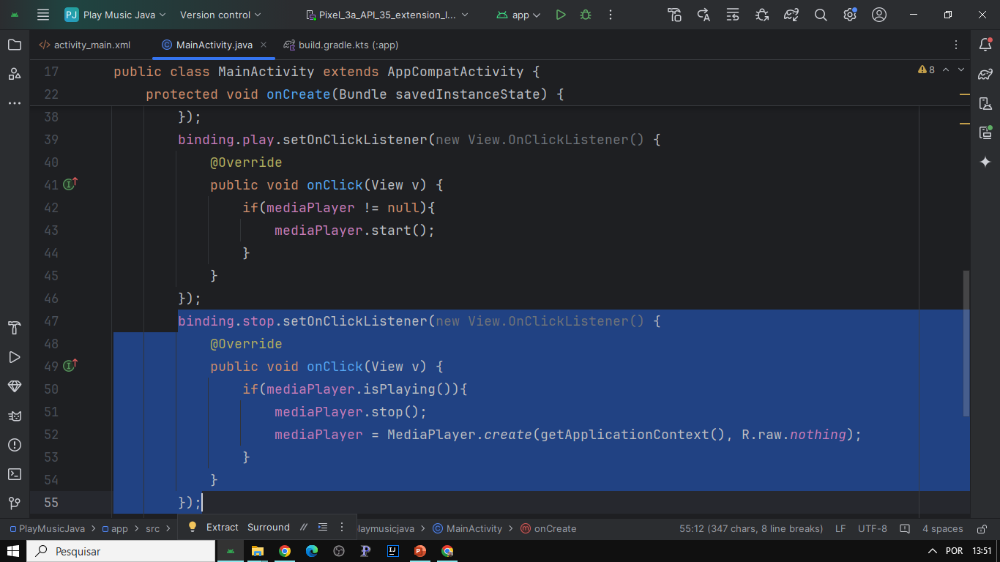 PJ Play Music Java Version control Pixel_3a_API_35_extension_l... app
activity_main.xml MainActivity.java build.gradle.kts (:app)
17 public class MainActivity extends AppCompatActivity { 8
22 protected void onCreate(Bundle savedInstanceState) {
38 });
39 binding.play.setOnClickListener(new View.OnClickListener() {
40 @Override
41 public void onClick(View v) {
42 if(mediaPlayer != null){
43 mediaPlayer.start();
44 }
45 }
46 });
47 binding.stop.setOnClickListener(new View.OnClickListener() {
48 @Override
49 public void onClick(View v) {
50 if(mediaPlayer.isPlaying()){
51 mediaPlayer.stop();
52 mediaPlayer = MediaPlayer.create(getApplicationContext(), R.raw.nothing);
53 }
54 }
55 });
PlayMusicJava app src Extract Surround // playmusicjava MainActivity onCreate 55:12 (347 chars, 8 line breaks) LF UTF-8 4 spaces
Pesquisar POR 13:51